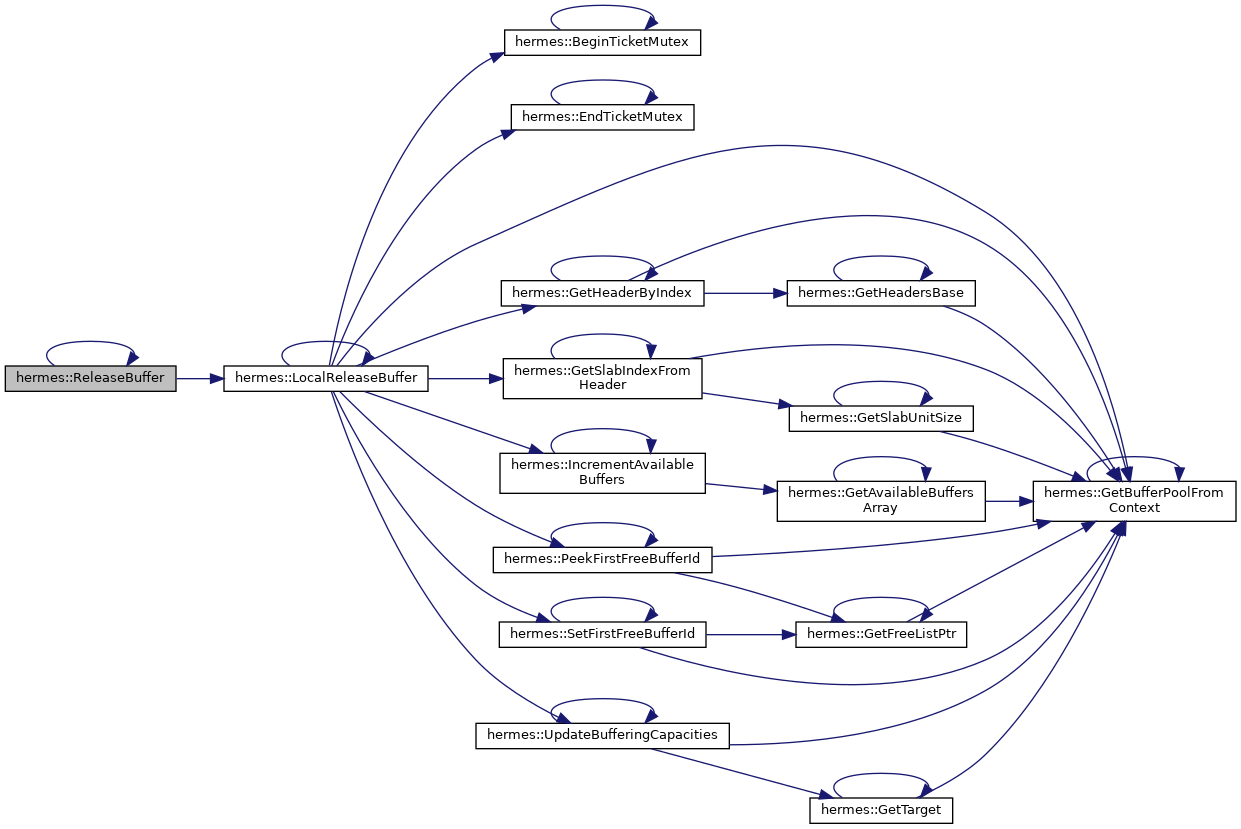 hermes::BeginTicketMutex
hermes::EndTicketMutex
hermes::GetHeaderByIndex
hermes::GetHeadersBase
hermes::ReleaseBuffer
hermes::LocalReleaseBuffer
hermes::GetSlabIndexFrom
Header
hermes::GetSlabUnitSize
hermes::IncrementAvailable
Buffers
hermes::GetAvailableBuffers
Array
hermes::GetBufferPoolFrom
Context
hermes::PeekFirstFreeBufferId
hermes::SetFirstFreeBufferId
hermes::GetFreeListPtr
hermes::UpdateBufferingCapacities
hermes::GetTarget